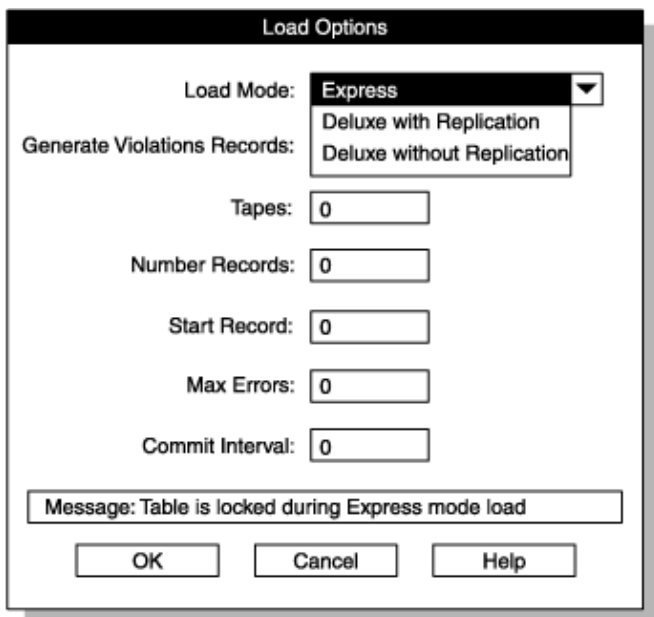 Load Options
Load Mode: Express
Deluxe with Replication
Generate Violations Records: Deluxe without Replication
Tapes: 0
Number Records: 0
Start Record: 0
Max Errors: 0
Commit Interval: 0
Message: Table is locked during Express mode load
OK Cancel Help